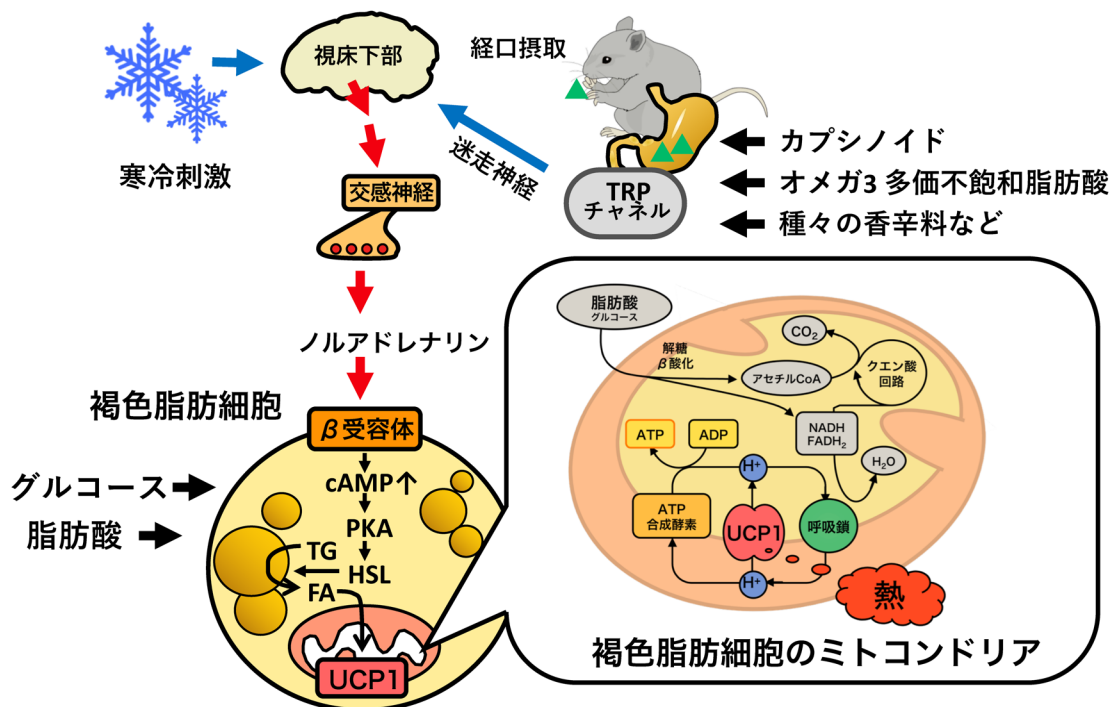 視床下部
経口摂取
寒冷刺激
迷走神経
カプシノイド
オメガ3 多価不飽和脂肪酸
種々の香辛料など
TRP
チャネル
交感神経
ノルアドレナリン
褐色脂肪細胞
β受容体
cAMP↑
PKA
HSL
TG
FA
UCP1
グルコース
脂肪酸
脂肪酸
グルコース
解糖
β酸化
アセチルCoA
CO₂
クエン酸
回路
NADH
FADH₂
H₂O
ATP
ADP
H⁺
ATP
合成酵素
UCP1
呼吸鎖
H⁺
熱
褐色脂肪細胞のミトコンドリア